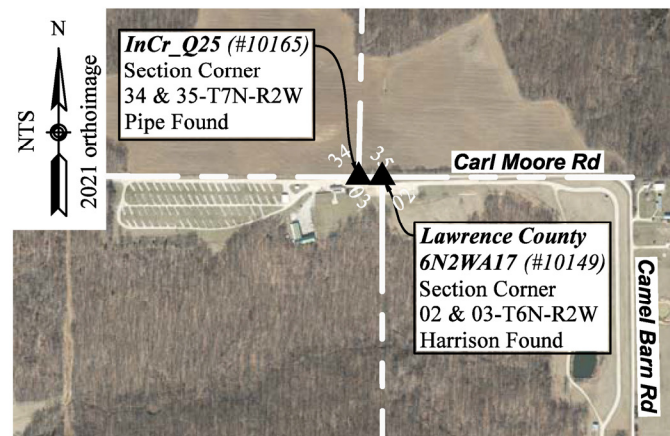 N
NTS
2021 orthoimage
InCr_Q25 (#10165)
Section Corner
34 & 35-T7N-R2W
Pipe Found
34
35
03
02
Carl Moore Rd
Lawrence County
6N2WA17 (#10149)
Section Corner
02 & 03-T6N-R2W
Harrison Found
Camel Barn Rd